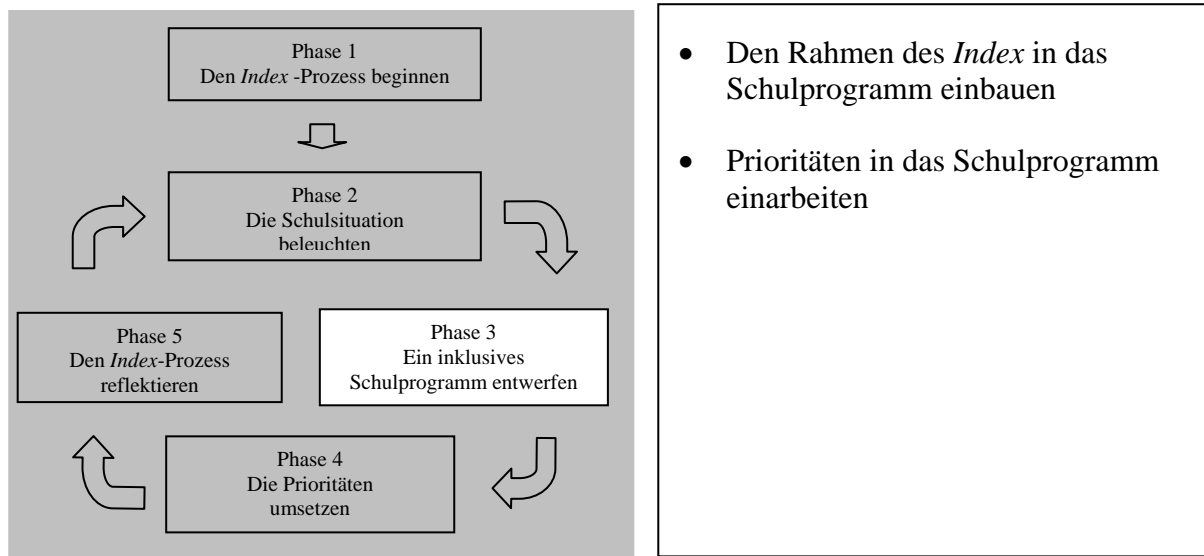 Phase 1
Den Index -Prozess beginnen
Phase 2
Die Schulsituation
beleuchten
Phase 5
Den Index-Prozess
reflektieren
Phase 3
Ein inklusives
Schulprogramm entwerfen
Phase 4
Die Prioritäten
umsetzen
• Den Rahmen des Index in das
Schulprogramm einbauen
• Prioritäten in das Schulprogramm
einarbeiten